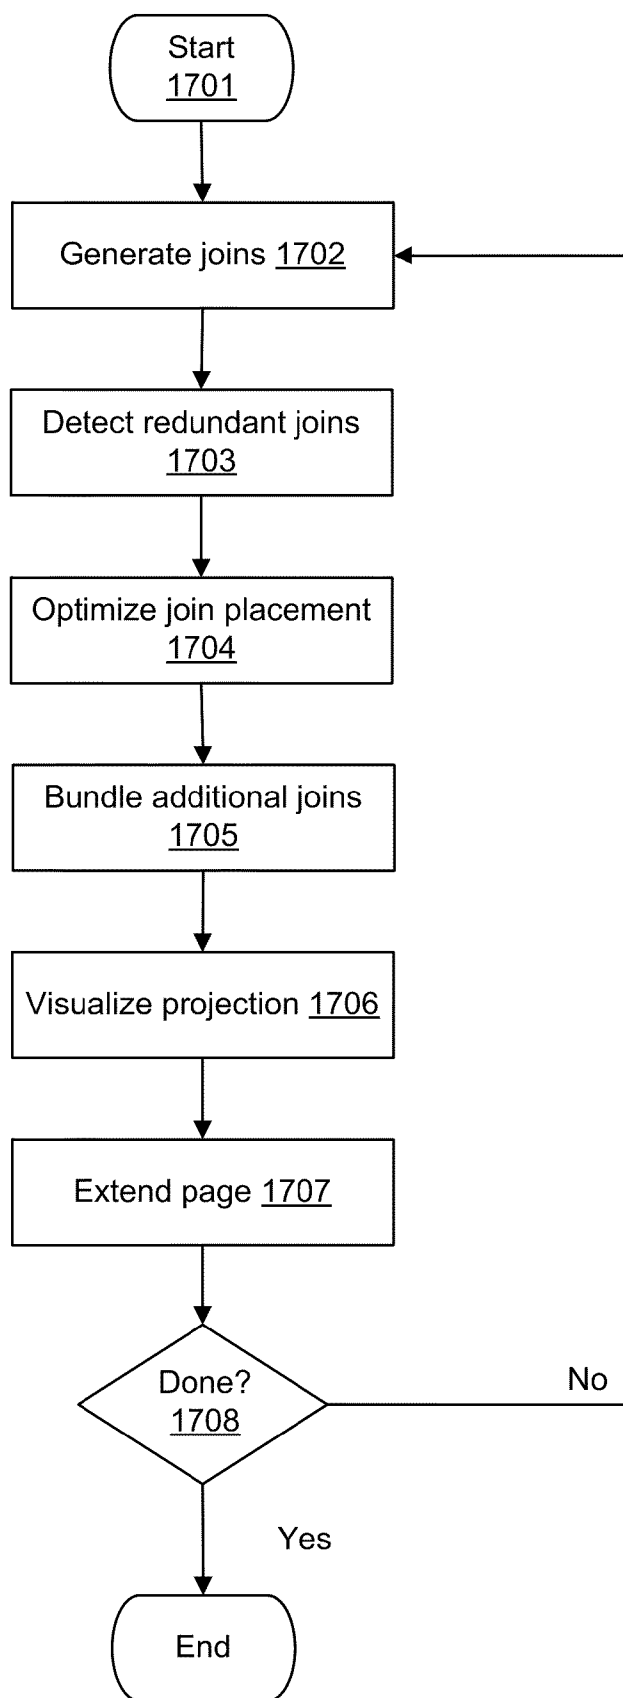 Start
1701
Generate joins 1702
Detect redundant joins
1703
Optimize join placement
1704
Bundle additional joins
1705
Visualize projection 1706
Extend page 1707
Done?
1708
No
Yes
End